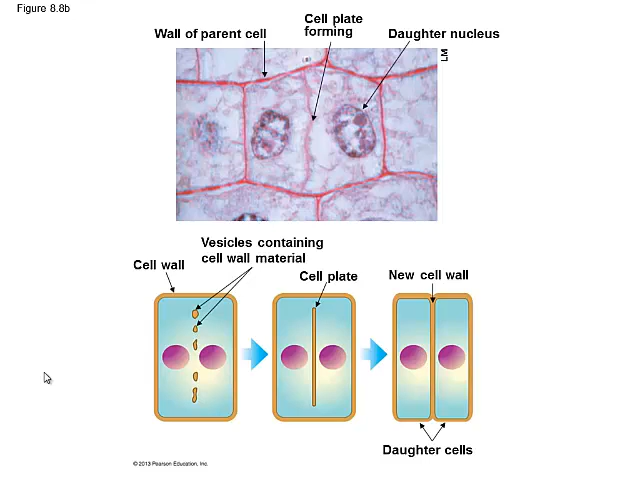 Figure 8.8b
Cell plate
forming
Wall of parent cell
Daughter nucleus
LM
Vesicles containing
cell wall material
Cell wall
Cell plate
New cell wall
Daughter cells
© 2013 Pearson Education, Inc.